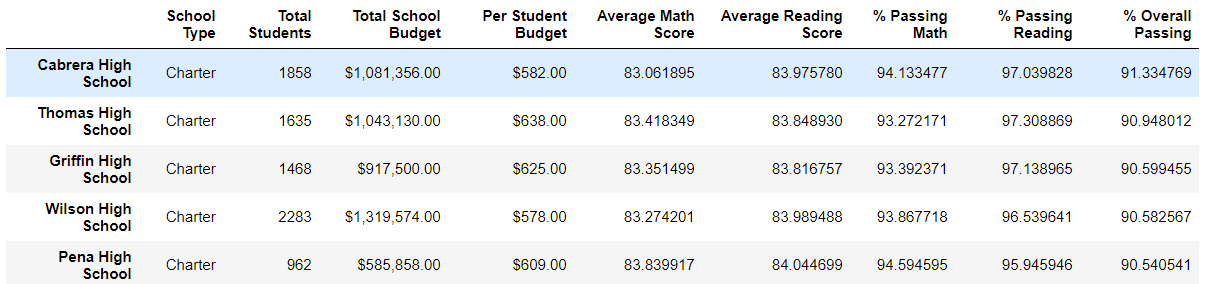 School Type Total Students Total School Budget Per Student Budget Average Math Score Average Reading Score % Passing Math % Passing Reading % Overall Passing
Cabrera High School Charter 1858 $1,081,356.00 $582.00 83.061895 83.975780 94.133477 97.039828 91.334769
Thomas High School Charter 1635 $1,043,130.00 $638.00 83.418349 83.848930 93.272171 97.308869 90.948012
Griffin High School Charter 1468 $917,500.00 $625.00 83.351499 83.816757 93.392371 97.138965 90.599455
Wilson High School Charter 2283 $1,319,574.00 $578.00 83.274201 83.989488 93.867718 96.539641 90.582567
Pena High School Charter 962 $585,858.00 $609.00 83.839917 84.044699 94.594595 95.945946 90.540541